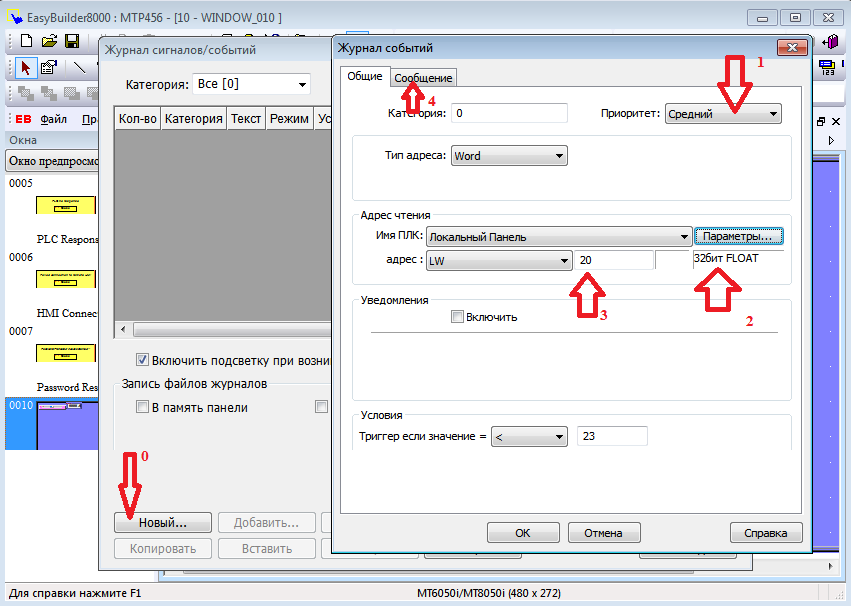 EasyBuilder8000 : MTP456 - [10 - WINDOW_010 ]
Журнал сигналов/событий
Журнал событий
Категория:
Все [0]
Общие
Сообщение
1
4
Кол-во
Категория
Текст
Режим
Ус
Категория:
0
Приоритет:
Средний
123
EB
Файл
Пр
Окна
Окно предпросмо
Тип адреса:
Word
0005
PLC Respons
0006
HMI Connec
0007
Password Res
0010
Адрес чтения
Имя ПЛК:
Локальный Панель
Параметры...
адрес :
LW
20
32бит FLOAT
3
2
Уведомления
Включить
Включить подсветку при возни
Запись файлов журналов
В память панели
Условия
Триггер если значение =
<
23
0
Новый...
Добавить...
Копировать
Вставить
OK
Отмена
Справка
Для справки нажмите F1
MT6050i/MT8050i (480 x 272)